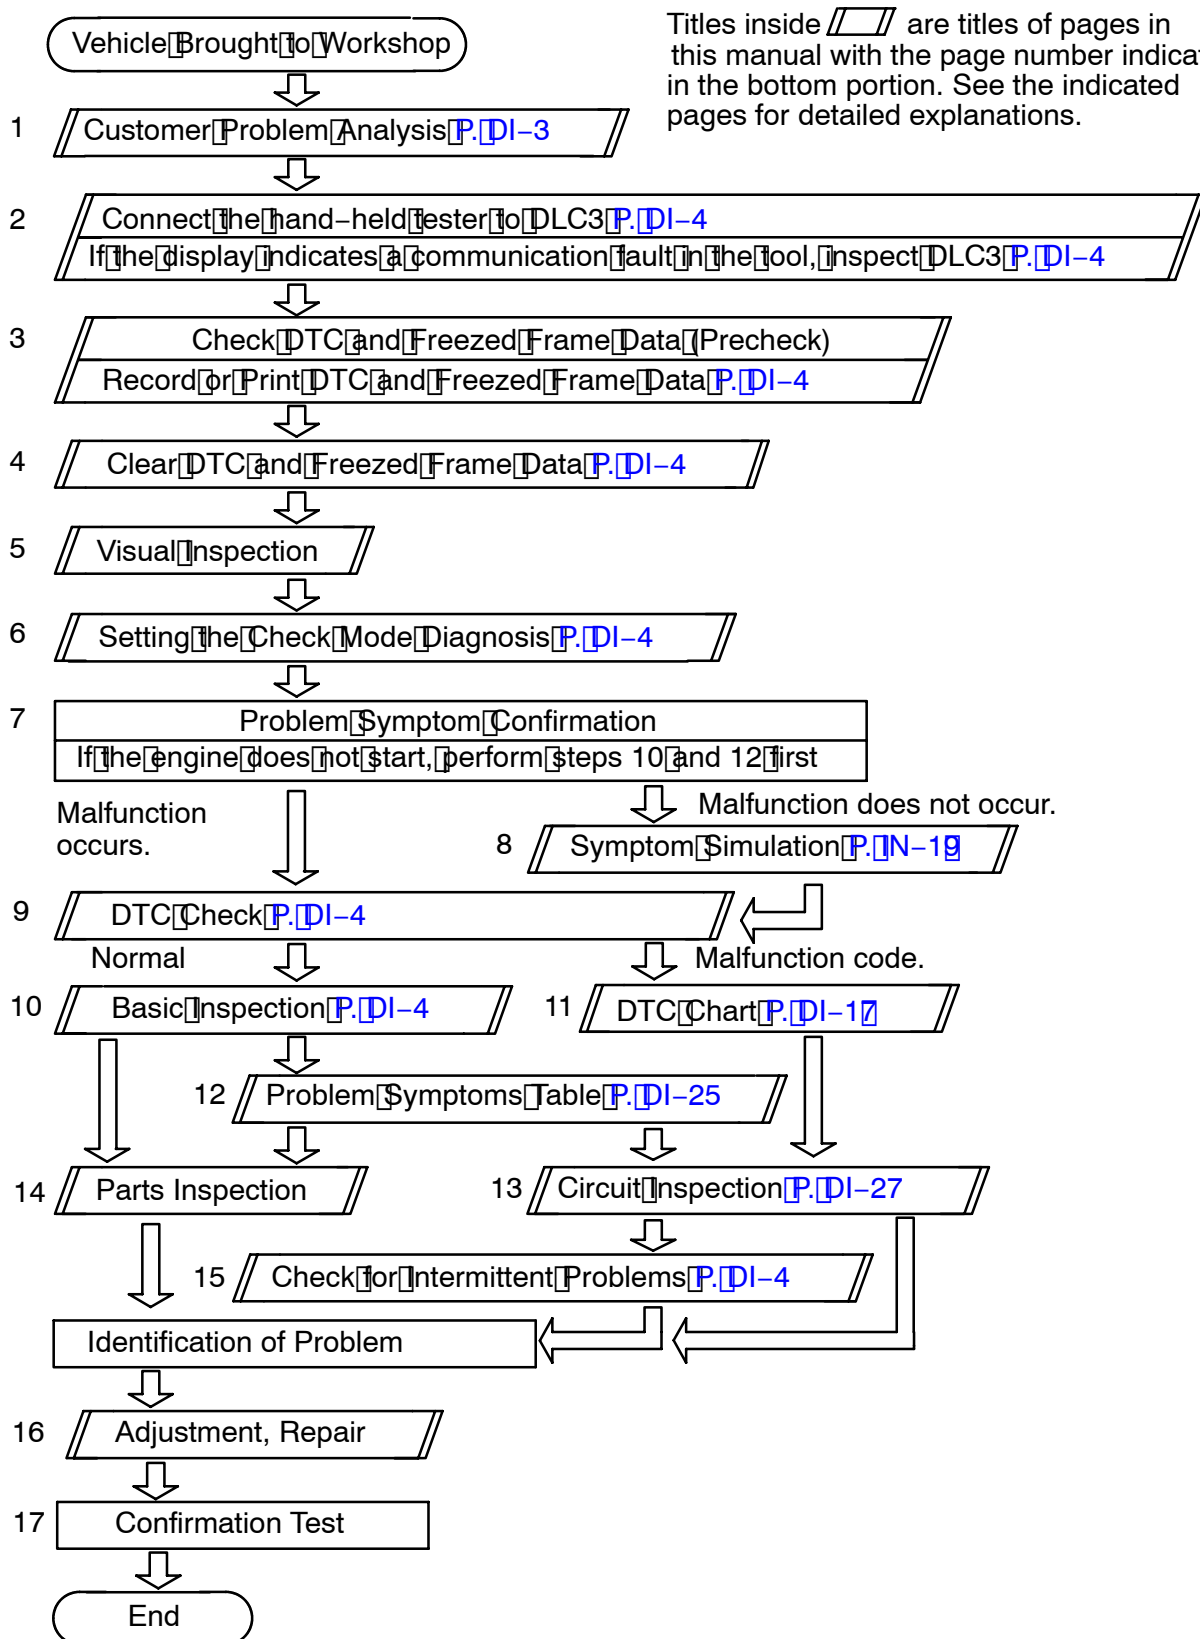 Vehicle Brought to Workshop
Titles inside are titles of pages in
this manual with the page number indicat
in the bottom portion. See the indicated
pages for detailed explanations.
1 Customer Problem Analysis P. DI–3
2 Connect the hand–held tester to DLC3 P. DI–4
If the display indicates a communication fault in the tool, inspect DLC3 P. DI–4
3 Check DTC and Freezed Frame Data (Precheck)
Record or Print DTC and Freezed Frame Data P. DI–4
4 Clear DTC and Freezed Frame Data P. DI–4
5 Visual Inspection
6 Setting the Check Mode Diagnosis P. DI–4
7 Problem Symptom Confirmation
If the engine does not start, perform steps 10 and 12 first
Malfunction
occurs.
Malfunction does not occur.
8 Symptom Simulation P. IN–19
9 DTC Check P. DI–4
Normal
Malfunction code.
10 Basic Inspection P. DI–4
11 DTC Chart P. DI–17
12 Problem Symptoms Table P. DI–25
14 Parts Inspection
13 Circuit Inspection P. DI–27
15 Check for Intermittent Problems P. DI–4
Identification of Problem
16 Adjustment, Repair
17 Confirmation Test
End